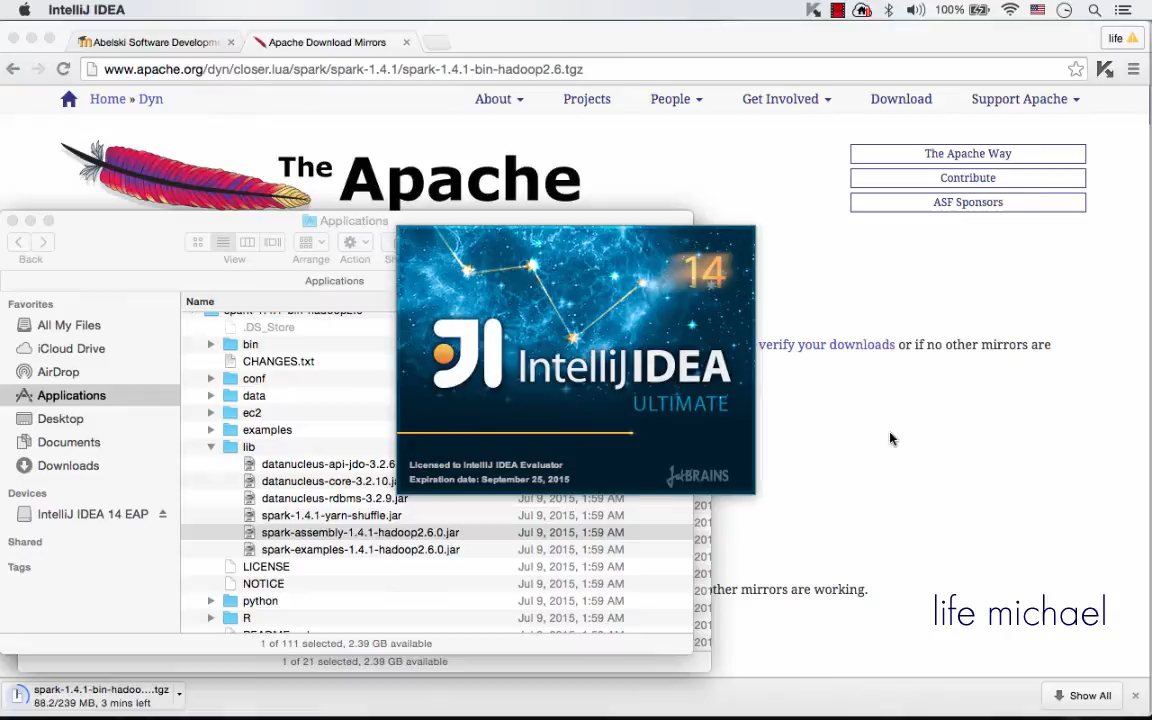 IntelliJ IDEA
100%
Abelski Software Developm
Apache Download Mirrors
life
www.apache.org/dyn/closer.lua/spark/spark-1.4.1/spark-1.4.1-bin-hadoop2.6.tgz
Home » Dyn
About
Projects
People
Get Involved
Download
Support Apache
The Apache
The Apache Way
Contribute
ASF Sponsors
Applications
Back
View
Arrange
Action
Applications
Favorites
All My Files
iCloud Drive
AirDrop
Applications
Desktop
Documents
Downloads
Devices
IntelliJ IDEA 14 EAP
Shared
Tags
Name
.DS_Store
bin
CHANGES.txt
conf
data
ec2
examples
lib
datanucleus-api-jdo-3.2.6
datanucleus-core-3.2.10.j
datanucleus-rdbms-3.2.9.jar Jul 9, 2015, 1:59 AM
spark-1.4.1-yarn-shuffle.jar Jul 9, 2015, 1:59 AM
spark-assembly-1.4.1-hadoop2.6.0.jar Jul 9, 2015, 1:59 AM
spark-examples-1.4.1-hadoop2.6.0.jar Jul 9, 2015, 1:59 AM
LICENSE Jul 9, 2015, 1:59 AM
NOTICE Jul 9, 2015, 1:59 AM
python Jul 9, 2015, 1:59 AM
R Jul 9, 2015, 1:59 AM
1 of 111 selected, 2.39 GB available
1 of 21 selected, 2.39 GB available
14
IntelliJ IDEA
ULTIMATE
Licensed to IntelliJ IDEA Evaluator
Expiration date: September 25, 2015
JetBRAINS
verify your downloads or if no other mirrors are
ther mirrors are working.
life michael
spark-1.4.1-bin-hadoo....tgz
88.2/239 MB, 3 mins left
Show All